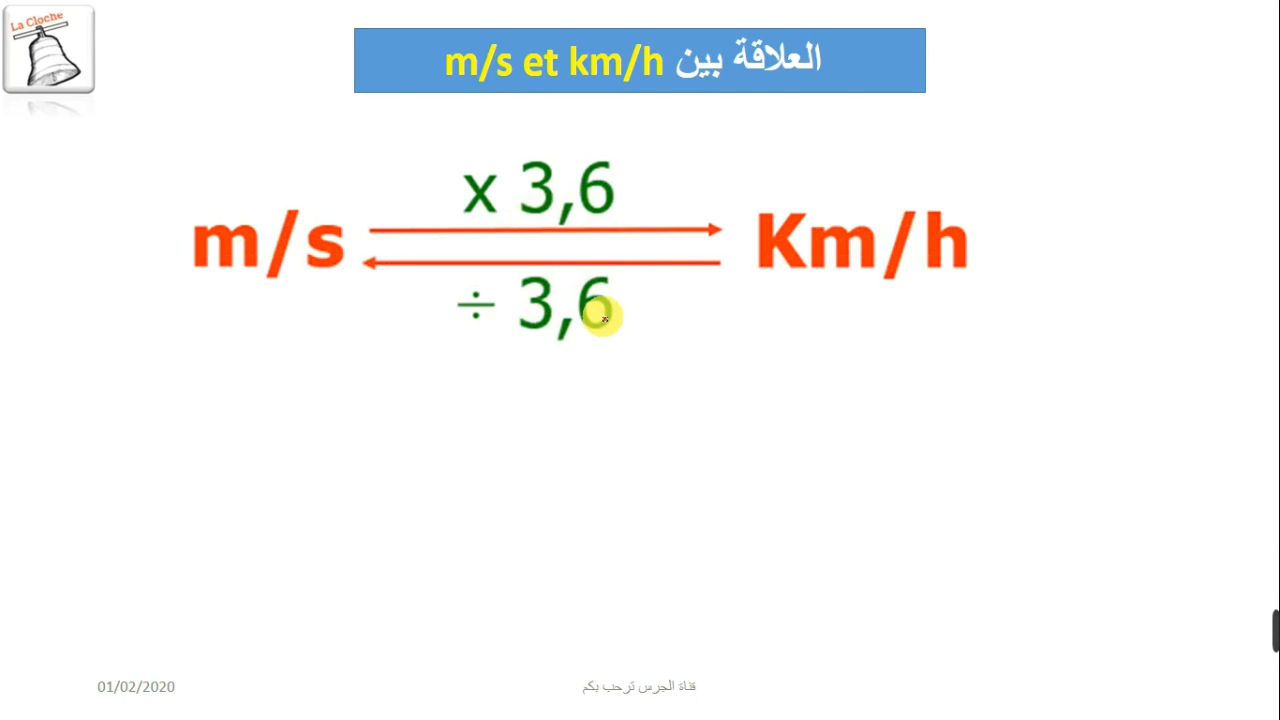 La Cloche
العلاقة بين m/s et km/h
x 3,6
m/s Km/h
÷ 3,6
01/02/2020
قناة الجرس ترحب بكم